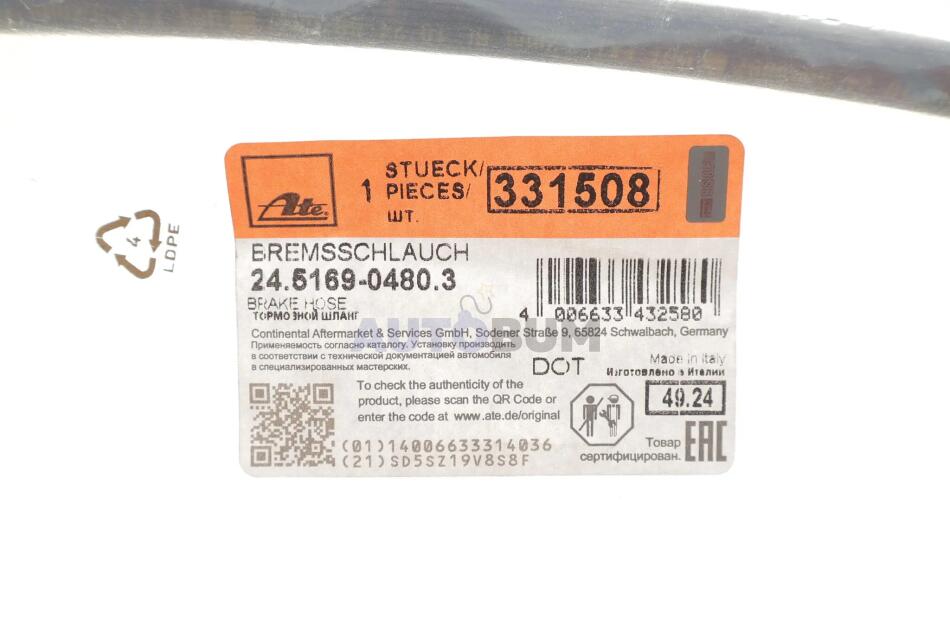 4
LDPE
Ate
1
STUECK/
PIECES/
ШТ.
331508
BREMSSCHLAUCH
24.5169-0480.3
BRAKE HOSE
ТОРМОЗНОЙ ШЛАНГ
4 006633 432580
AUTOBUM
Continental Aftermarket & Services GmbH, Sodener Straße 9, 65824 Schwalbach, Germany
Применяемость согласно каталогу. Установку производить
в соответствии с технической документацией автомобиля
в специализированных мастерских.
DOT
Made in Italy
Изготовлено в Италии
49.24
To check the authenticity of the
product, please scan the QR Code or
enter the code at www.ate.de/original
(01)14006633314036
(21)SD5SZ19V8S8F
Товар
сертифицирован.
EAC